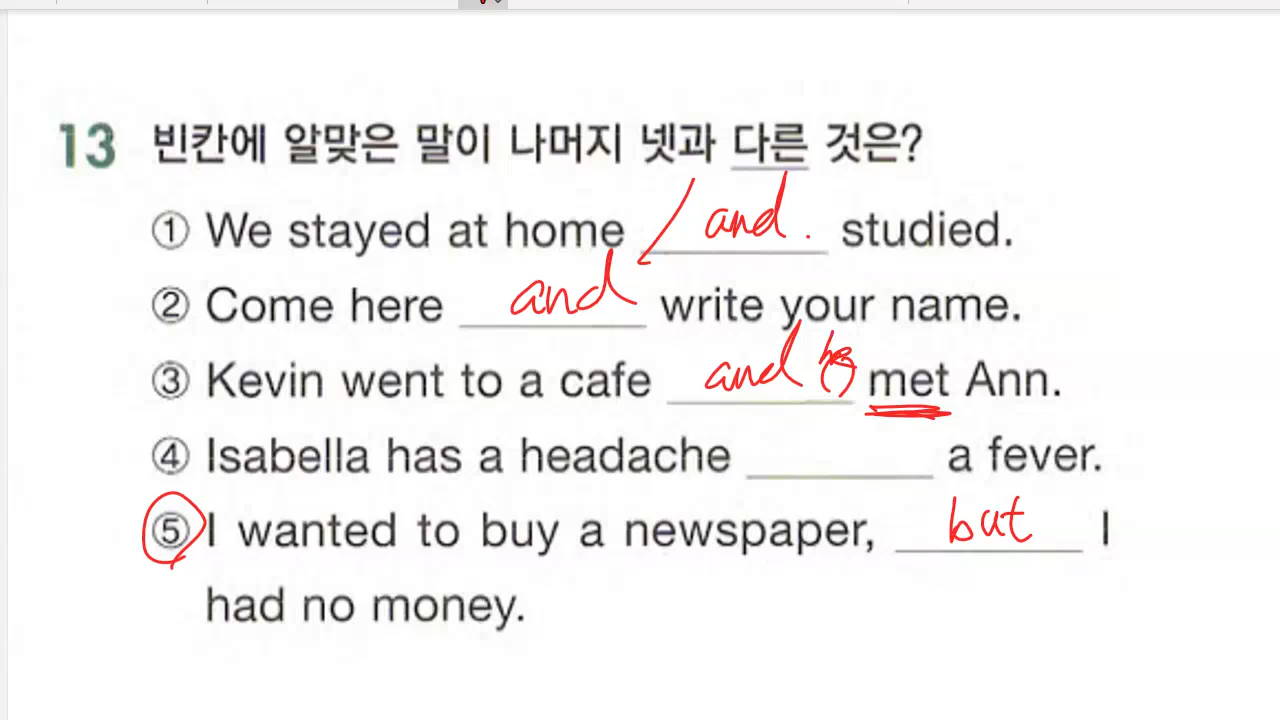 13 빈칸에 알맞은 말이 나머지 넷과 다른 것은?
① We stayed at home and. studied.
② Come here and write your name.
③ Kevin went to a cafe and met Ann.
④ Isabella has a headache ________ a fever.
⑤ I wanted to buy a newspaper, but I
had no money.